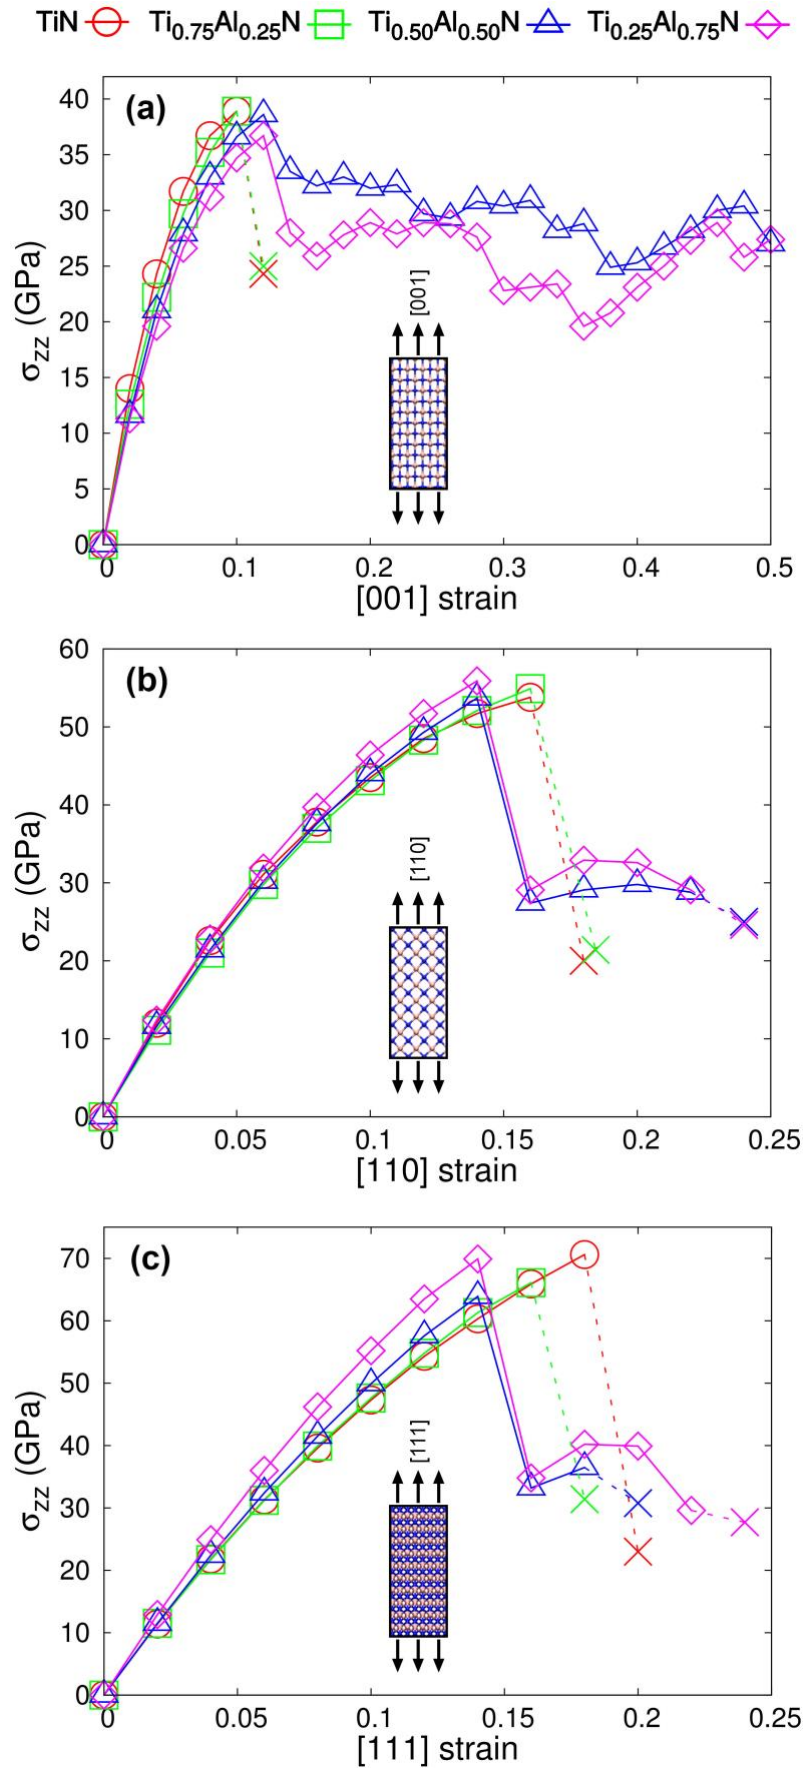 TiN Ti0.75Al0.25N Ti0.50Al0.50N Ti0.25Al0.75N
(a)
40
35
30
25
20
15
10
5
0
σzz (GPa)
[001]
0 0.1 0.2 0.3 0.4 0.5
[001] strain
(b)
60
50
40
30
20
10
0
σzz (GPa)
[110]
0 0.05 0.1 0.15 0.2 0.25
[110] strain
(c)
70
60
50
40
30
20
10
0
σzz (GPa)
[111]
0 0.05 0.1 0.15 0.2 0.25
[111] strain